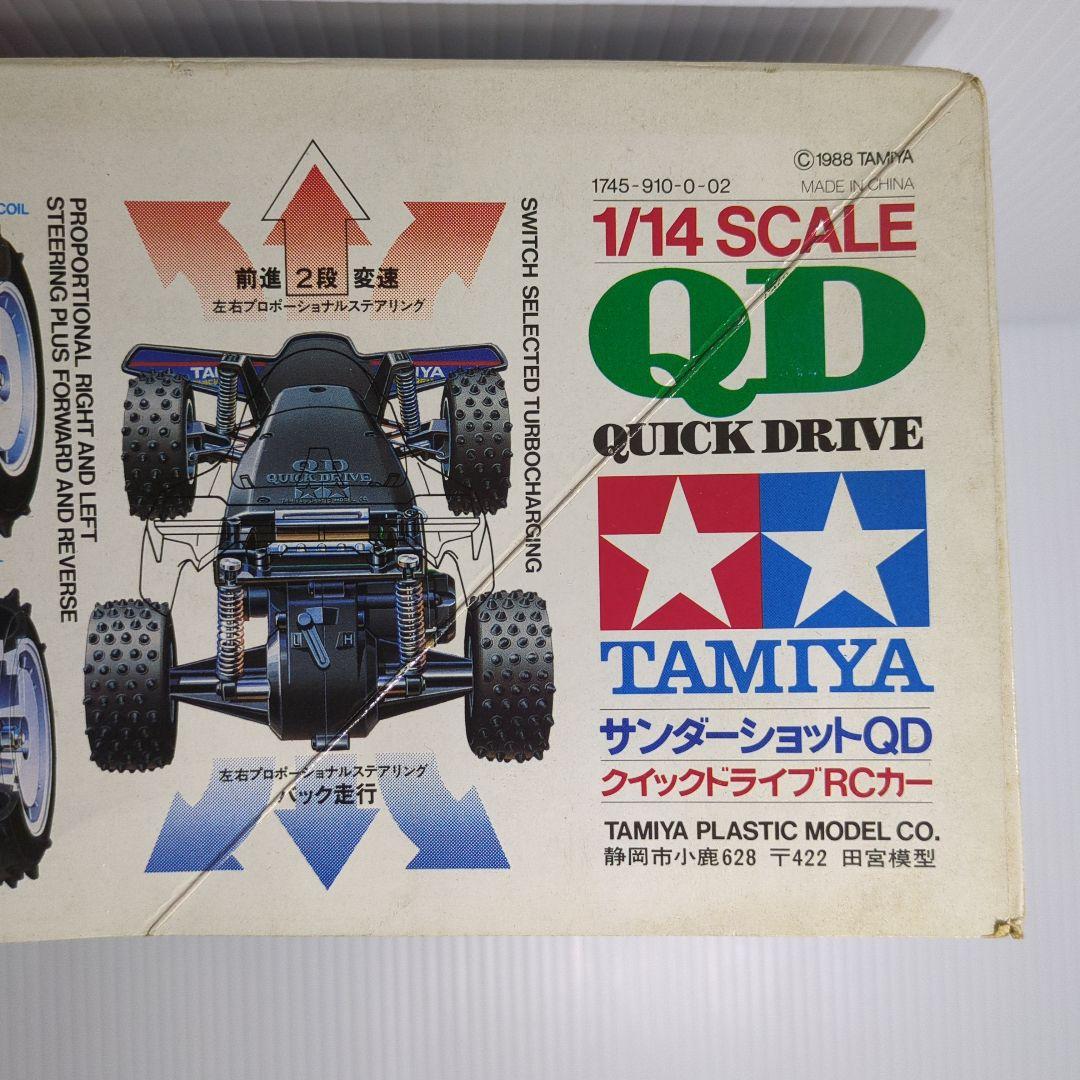 COIL
PROPORTIONAL RIGHT AND LEFT
STEERING PLUS FORWARD AND REVERSE
前進 2段 変速
左右プロポーショナルステアリング
SWITCH SELECTED TURBOCHARGING
QD
QUICK DRIVE
TAMIYA PLASTIC MODEL CO.
L H
左右プロポーショナルステアリング
バック走行
©1988 TAMIYA
1745-910-0-02 MADE IN CHINA
1/14 SCALE
QD
QUICK DRIVE
TAMIYA
サンダーショットQD
クイックドライブRCカー
TAMIYA PLASTIC MODEL CO.
静岡市小鹿628 〒422 田宮模型